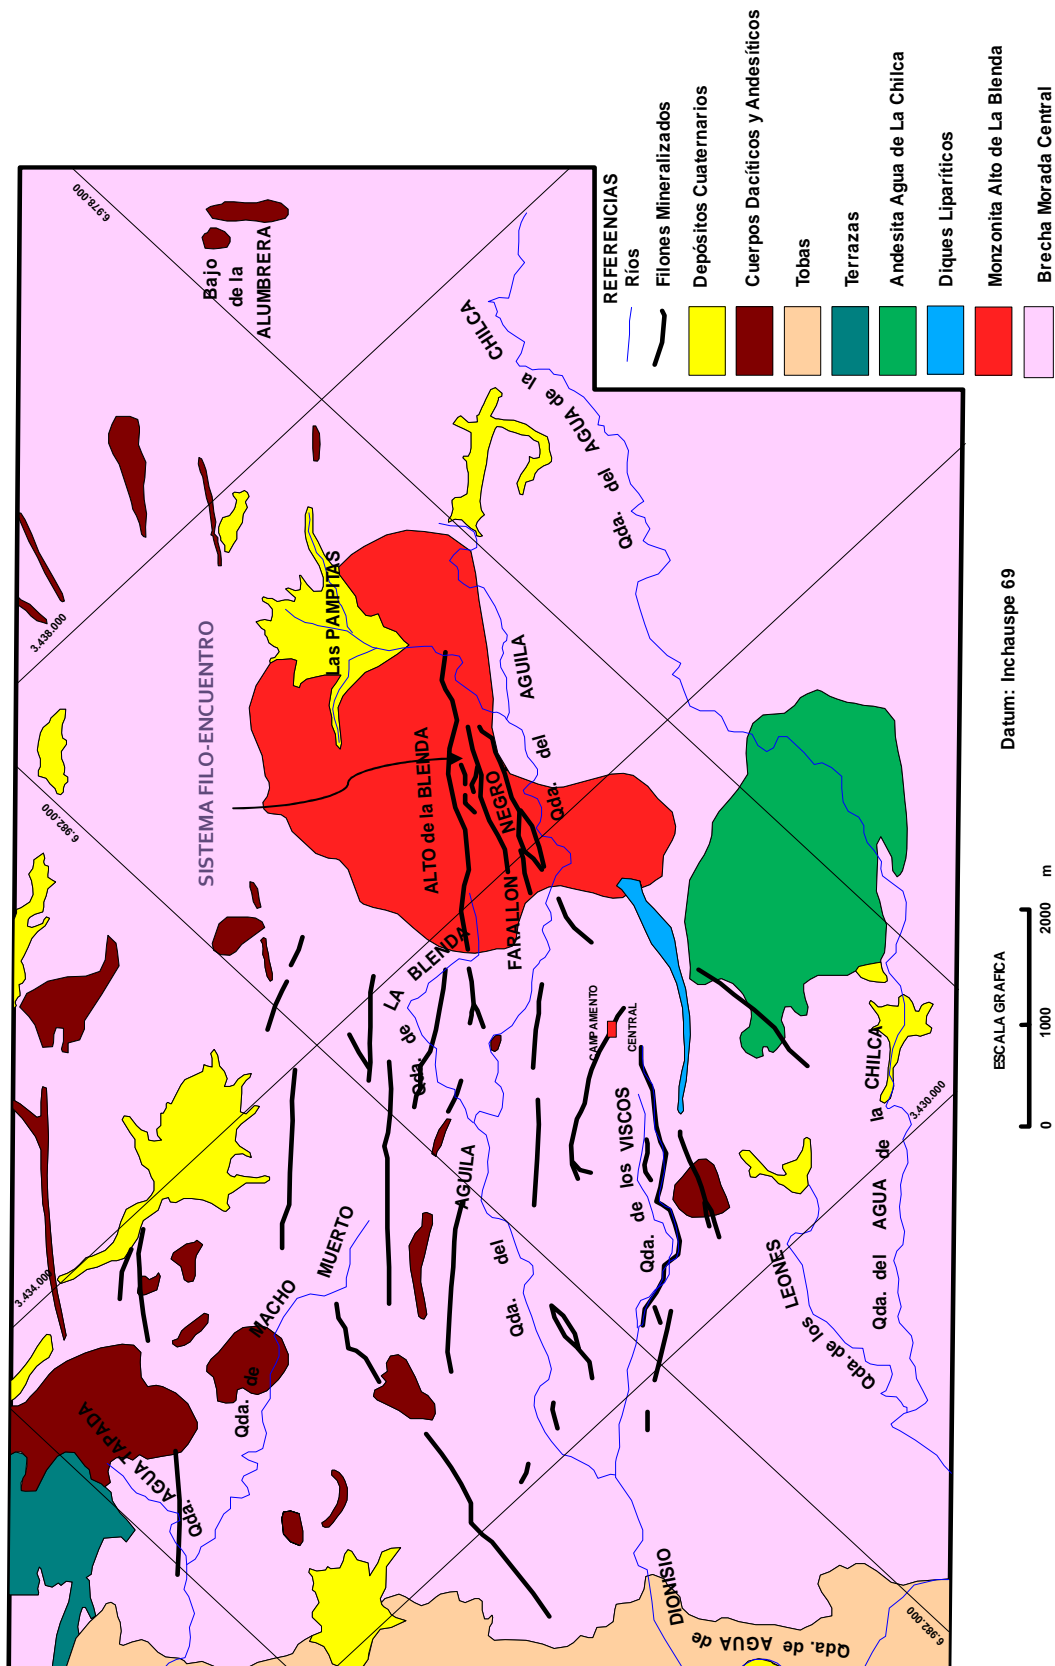 6.978.000
Bajo
de la
ALUMBRERA
3.438.000
SISTEMA FILO-ENCUENTRO
Las PAMPITAS
CHILCA
Qda. del AGUA de la
6.982.000
ALTO de la BLENDA
FARALLON NEGRO
Qda. del AGUILA
Qda. de LA BLENDA
CAMPAMENTO
CENTRAL
3.434.000
Qda. de MACHO MUERTO
Qda. del AGUILA
Qda. de los VISCOS
Qda. de los LEONES
Qda. del AGUA de la CHILCA
3.430.000
Qda. AGUA TAPADA
Qda. de AGUA de DIONISIO
6.982.000
REFERENCIAS
Ríos
Filones Mineralizados
Depósitos Cuaternarios
Cuerpos Dacíticos y Andesíticos
Tobas
Terrazas
Andesita Agua de La Chilca
Diques Liparíticos
Monzonita Alto de La Blenda
Brecha Morada Central
Datum: Inchauspe 69
ESCALA GRAFICA
0 1000 2000 m